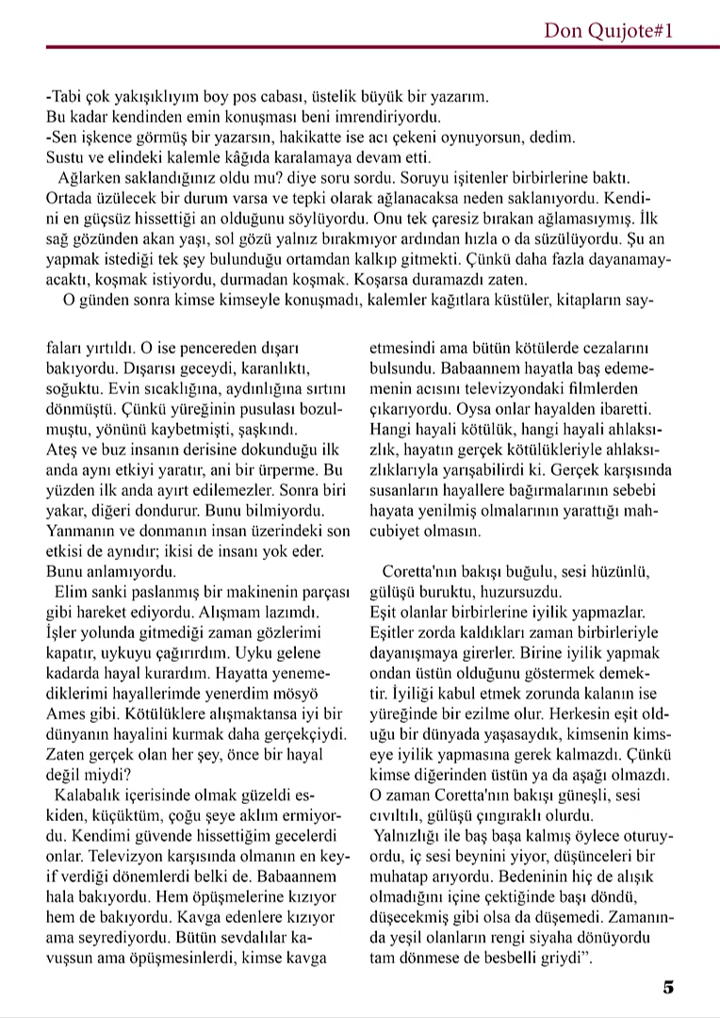 Don Quıjote#1
-Tabi çok yakışıklıyım boy pos cabası, üstelik büyük bir yazarım.
Bu kadar kendinden emin konuşması beni imrendiriyordu.
-Sen işkence görmüş bir yazarsın, hakikatte ise acı çekeni oynuyorsun, dedim.
Sustu ve elindeki kalemle kâğıda karalamaya devam etti.
Ağlarken saklandığınız oldu mu? diye soru sordu. Soruyu işitenler birbirlerine baktı.
Ortada üzülecek bir durum varsa ve tepki olarak ağlanacaksa neden saklanıyordu. Kendi-
ni en güçsüz hissettiği an olduğunu söylüyordu. Onu tek çaresiz bırakan ağlamasıymış. İlk
sağ gözünden akan yaşı, sol gözü yalnız bırakmıyor ardından hızla o da süzülüyordu. Şu an
yapmak istediği tek şey bulunduğu ortamdan kalkıp gitmekti. Çünkü daha fazla dayanamay-
acaktı, koşmak istiyordu, durmadan koşmak. Koşarsa duramazdı zaten.
O günden sonra kimse kimseyle konuşmadı, kalemler kağıtlara küstüler, kitapların say-
faları yırtıldı. O ise pencereden dışarı
bakıyordu. Dışarısı geceydi, karanlıktı,
soğuktu. Evin sıcaklığına, aydınlığına sırtını
dönmüştü. Çünkü yüreğinin pusulası bozul-
muştu, yönünü kaybetmişti, şaşkındı.
Ateş ve buz insanın derisine dokunduğu ilk
anda aynı etkiyi yaratır, ani bir ürperme. Bu
yüzden ilk anda ayırt edilemezler. Sonra biri
yakar, diğeri dondurur. Bunu bilmiyordu.
Yanmanın ve donmanın insan üzerindeki son
etkisi de aynıdır; ikisi de insanı yok eder.
Bunu anlamıyordu.
Elim sanki paslanmış bir makinenin parçası
gibi hareket ediyordu. Alışmam lazımdı.
İşler yolunda gitmediği zaman gözlerimi
kapatır, uykuyu çağırırdım. Uyku gelene
kadarda hayal kurardım. Hayatta yeneme-
diklerimi hayallerimde yenerdim mösyö
Ames gibi. Kötülüklere alışmaktansa iyi bir
dünyanın hayalini kurmak daha gerçekçiydi.
Zaten gerçek olan her şey, önce bir hayal
değil miydi?
Kalabalık içerisinde olmak güzeldi es-
kiden, küçüktüm, çoğu şeye aklım ermiyor-
du. Kendimi güvende hissettiğim gecelerdi
onlar. Televizyon karşısında olmanın en key-
if verdiği dönemlerdi belki de. Babaannem
hala bakıyordu. Hem öpüşmelerine kızıyor
hem de bakıyordu. Kavga edenlere kızıyor
ama seyrediyordu. Bütün sevdalılar ka-
vuşsun ama öpüşmesinlerdi, kimse kavga
etmesindi ama bütün kötülerde cezalarını
bulsundu. Babaannem hayatla baş edeme-
menin acısını televizyondaki filmlerden
çıkarıyordu. Oysa onlar hayalden ibaretti.
Hangi hayali kötülük, hangi hayali ahlaksı-
zlık, hayatın gerçek kötülükleriyle ahlaksı-
zlıklarıyla yarışabilirdi ki. Gerçek karşısında
susanların hayallere bağırmalarının sebebi
hayata yenilmiş olmalarının yarattığı mah-
cubiyet olmasın.
Coretta'nın bakışı buğulu, sesi hüzünlü,
gülüşü buruktu, huzursuzdu.
Eşit olanlar birbirlerine iyilik yapmazlar.
Eşitler zorda kaldıkları zaman birbirleriyle
dayanışmaya girerler. Birine iyilik yapmak
ondan üstün olduğunu göstermek demek-
tir. İyiliği kabul etmek zorunda kalanın ise
yüreğinde bir ezilme olur. Herkesin eşit old-
uğu bir dünyada yaşasaydık, kimsenin kims-
eye iyilik yapmasına gerek kalmazdı. Çünkü
kimse diğerinden üstün ya da aşağı olmazdı.
O zaman Coretta'nın bakışı güneşli, sesi
cıvıltılı, gülüşü çıngıraklı olurdu.
Yalnızlığı ile baş başa kalmış öylece oturuy-
ordu, iç sesi beynini yiyor, düşünceleri bir
muhatap arıyordu. Bedeninin hiç de alışık
olmadığını içine çektiğinde başı döndü,
düşecekmiş gibi olsa da düşemedi. Zamanın-
da yeşil olanların rengi siyaha dönüyordu
tam dönmese de besbelli griydi”.
5